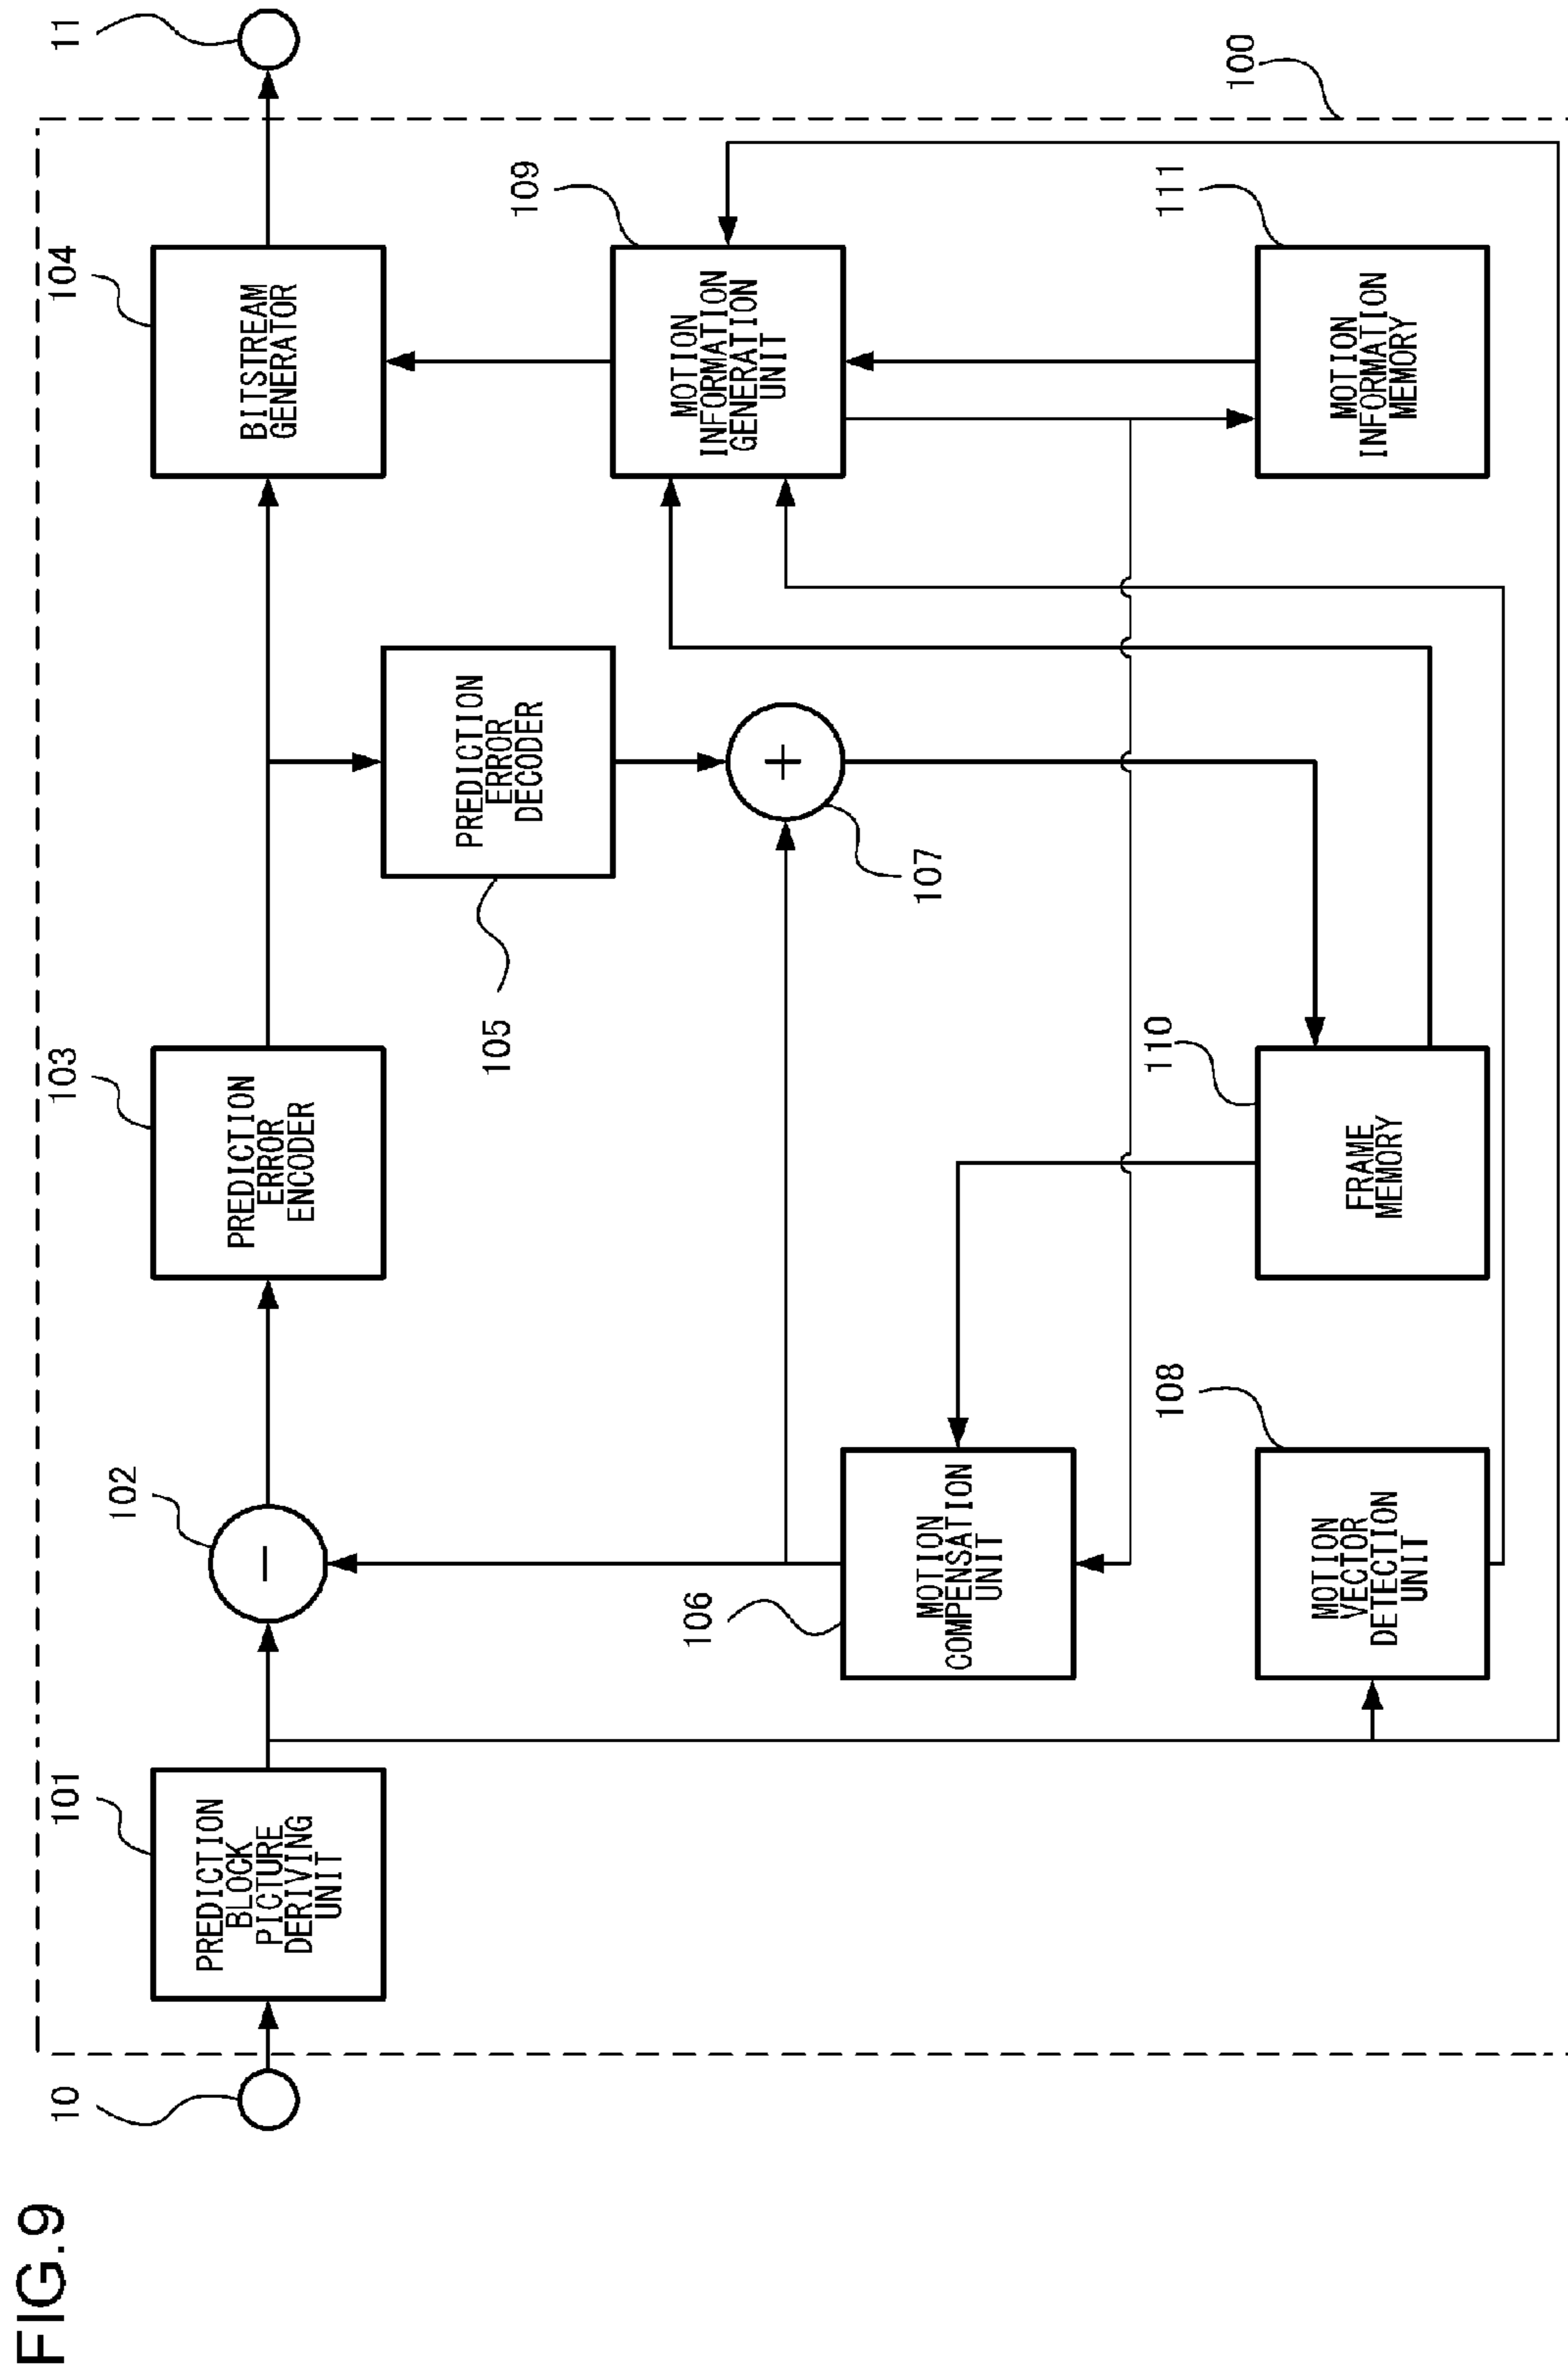 FIG.9
10
101
PREDICTION
BLOCK
PICTURE
DERIVING
UNIT
102
−
103
PREDICTION
ERROR
ENCODER
104
BITSTREAM
GENERATOR
11
105
PREDICTION
ERROR
DECODER
109
MOTION
INFORMATION
GENERATION
UNIT
106
MOTION
COMPENSATION
UNIT
+
107
108
MOTION
VECTOR
DETECTION
UNIT
110
FRAME
MEMORY
111
MOTION
INFORMATION
MEMORY
100